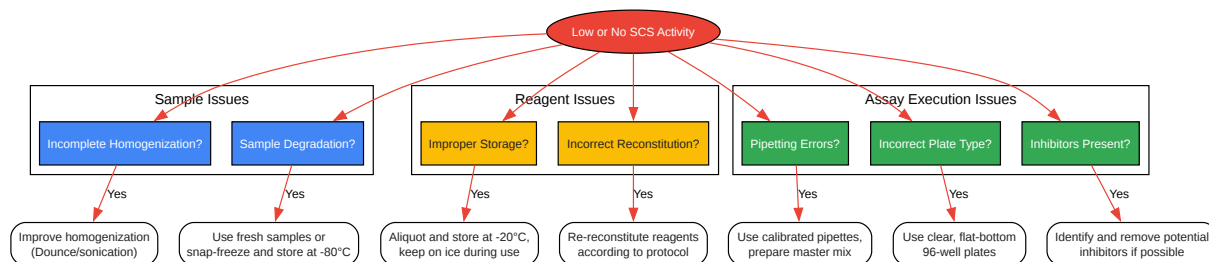 Low or No SCS Activity
Sample Issues
Reagent Issues
Assay Execution Issues
Incomplete Homogenization?
Sample Degradation?
Improper Storage?
Incorrect Reconstitution?
Pipetting Errors?
Incorrect Plate Type?
Inhibitors Present?
Yes
Yes
Yes
Yes
Yes
Yes
Yes
Improve homogenization
(Dounce/sonication)
Use fresh samples or
snap-freeze and store at -80°C
Aliquot and store at -20°C,
keep on ice during use
Re-reconstitute reagents
according to protocol
Use calibrated pipettes,
prepare master mix
Use clear, flat-bottom
96-well plates
Identify and remove potential
inhibitors if possible